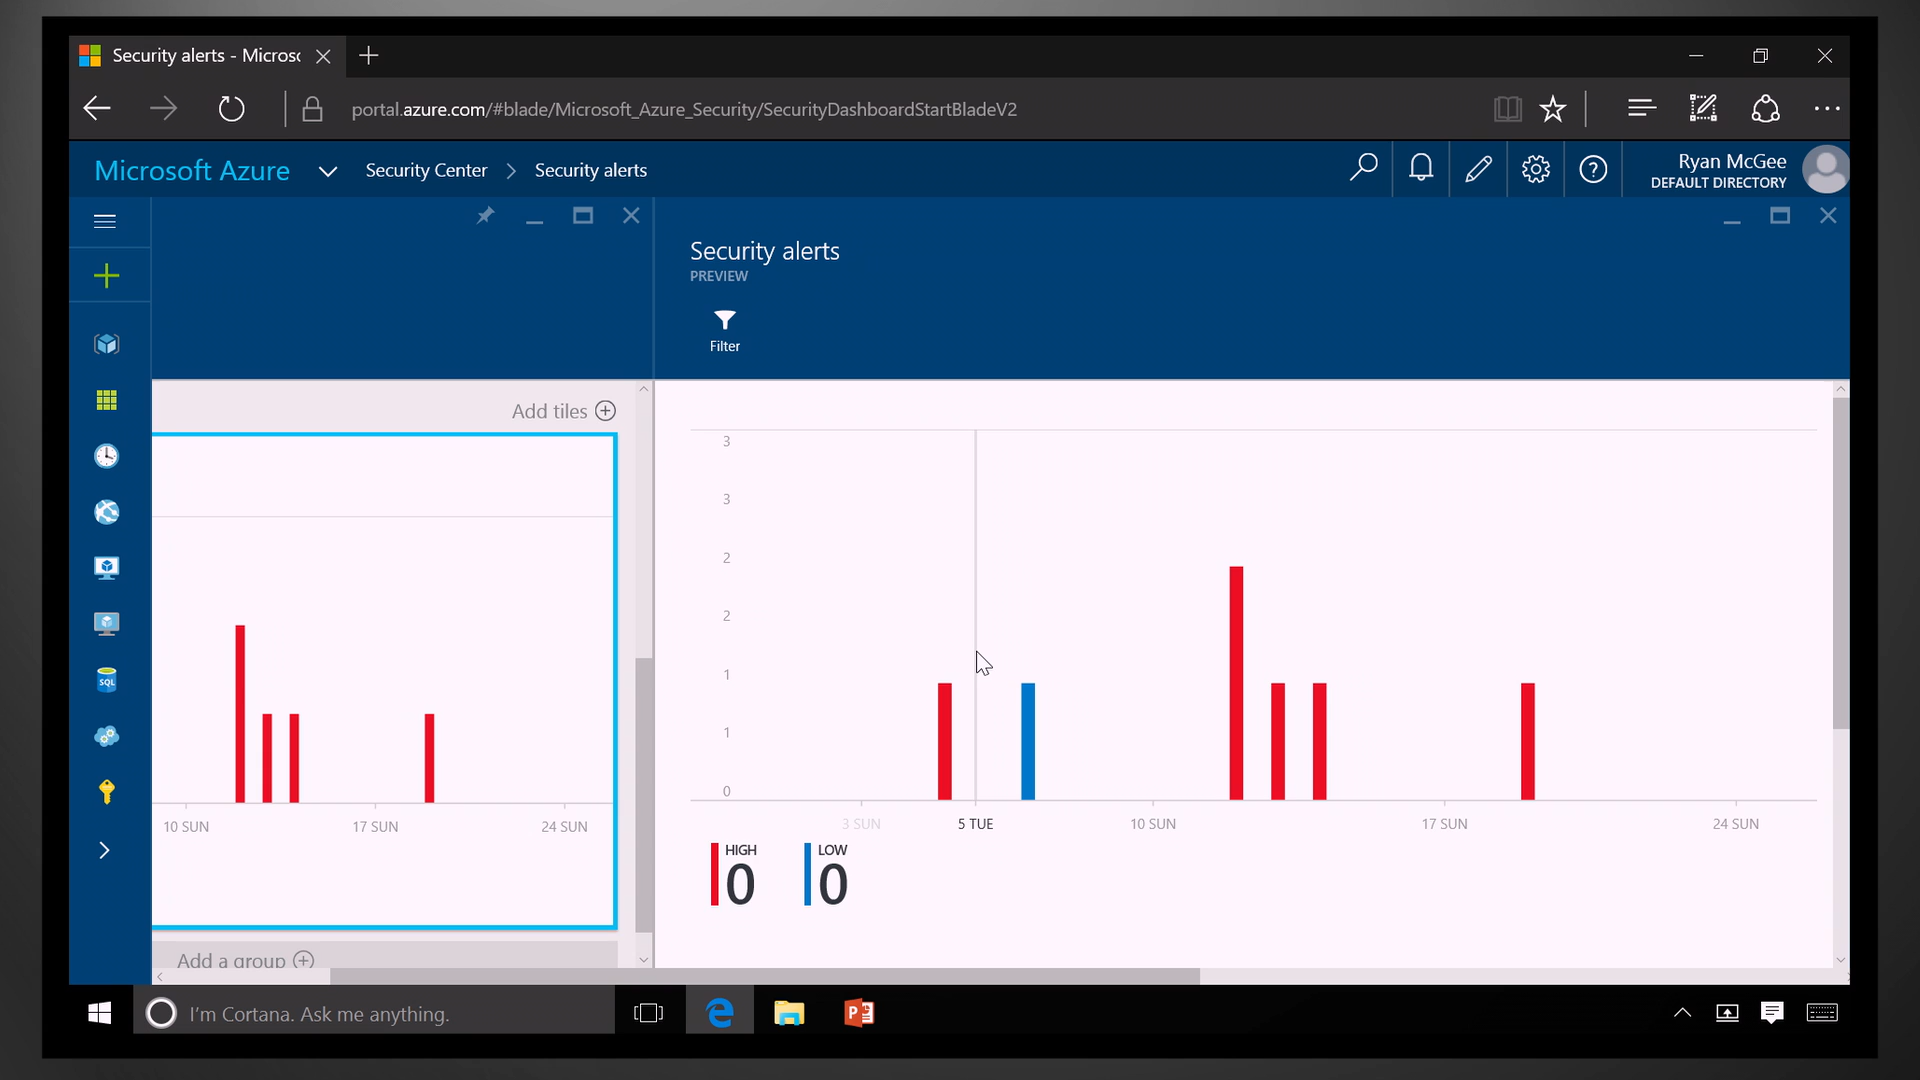 Security alerts - Microsc
portal.azure.com/#blade/Microsoft_Azure_Security/SecurityDashboardStartBladeV2
Microsoft Azure
Security Center
Security alerts
Ryan McGee
DEFAULT DIRECTORY
Security alerts
PREVIEW
Filter
Add tiles
10 SUN
17 SUN
24 SUN
Add a group
3
3
2
2
1
1
0
3 SUN
5 TUE
10 SUN
17 SUN
24 SUN
HIGH
0
LOW
0
SQL
I'm Cortana. Ask me anything.